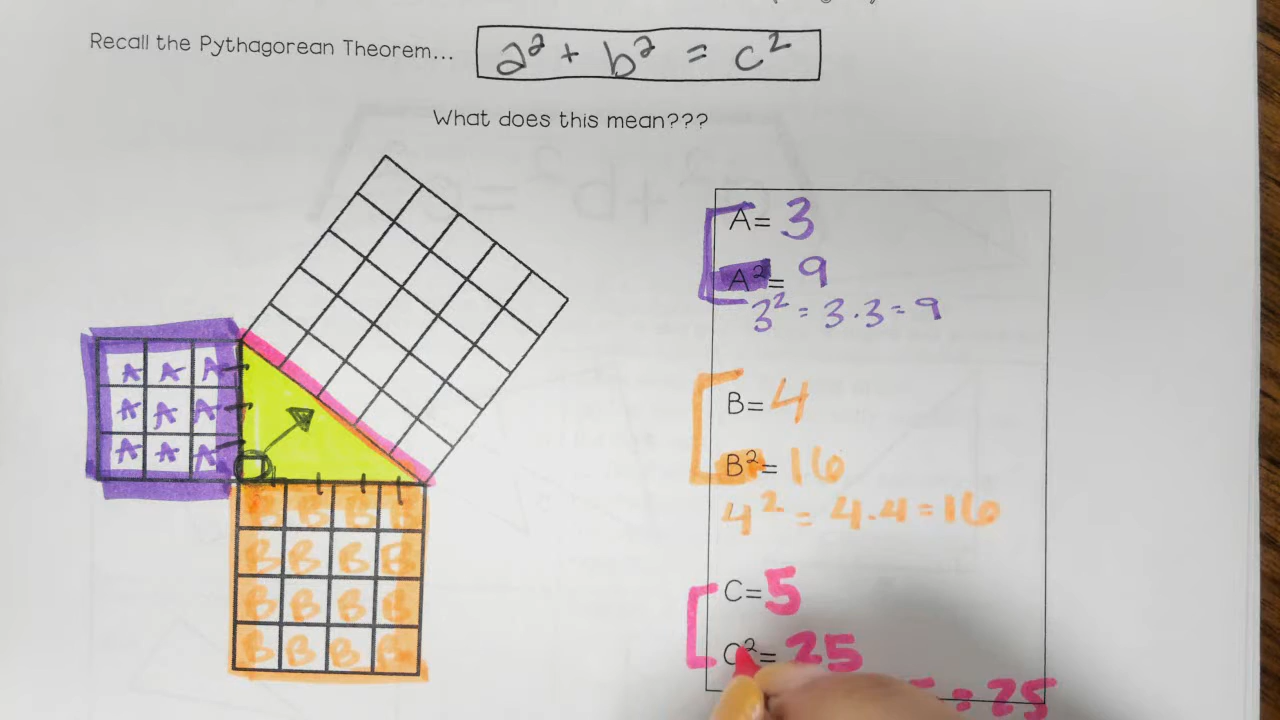 Recall the Pythagorean Theorem... a² + b² = c²
What does this mean???
A= 3
A²= 9
3² = 3·3=9
A A A
A A A
A A A
B= 4
B²= 16
4² = 4·4=16
B B B B
B B B B
B B B B
B B B B
C= 5
C²= 25
= 25